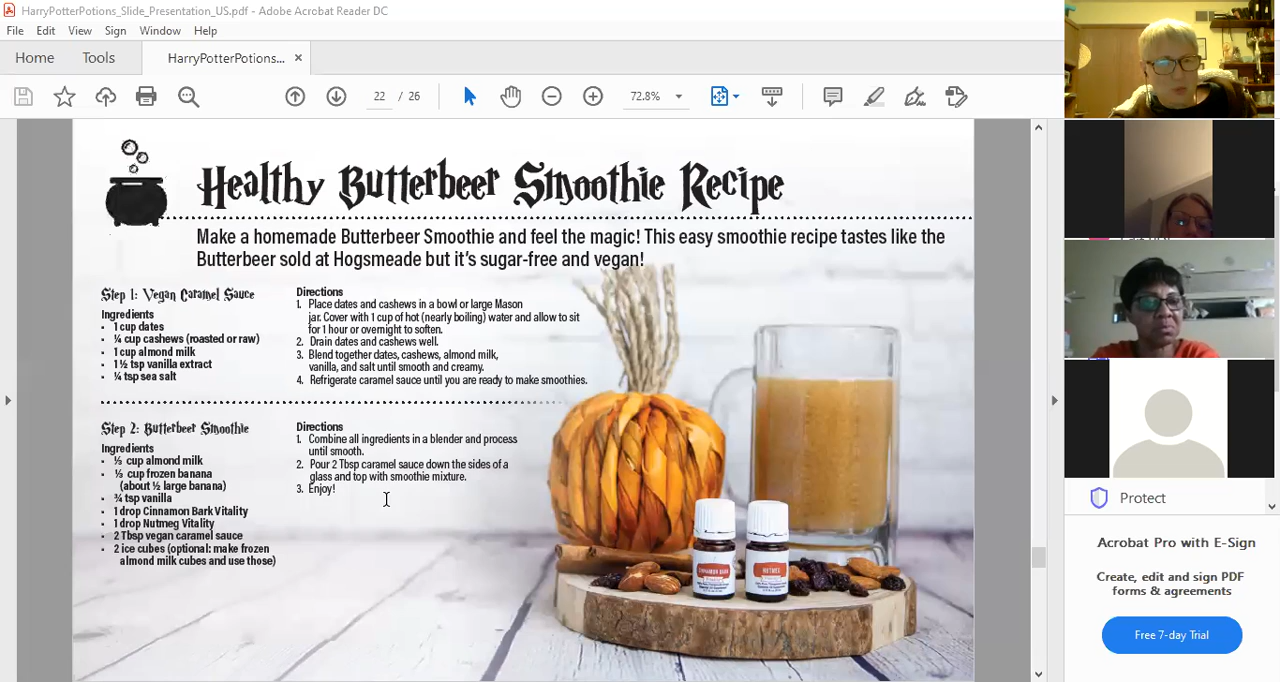 HarryPotterPotions_Slide_Presentation_US.pdf - Adobe Acrobat Reader DC
File Edit View Sign Window Help
Home Tools HarryPotterPotions... ×
22 / 26 72.8%
Healthy Butterbeer Smoothie Recipe
Make a homemade Butterbeer Smoothie and feel the magic! This easy smoothie recipe tastes like the
Butterbeer sold at Hogsmeade but it's sugar-free and vegan!
Step 1: Vegan Caramel Sauce
Ingredients
• 1 cup dates
• ¼ cup cashews (roasted or raw)
• 1 cup almond milk
• 1 ½ tsp vanilla extract
• ¼ tsp sea salt
Directions
1. Place dates and cashews in a bowl or large Mason
jar. Cover with 1 cup of hot (nearly boiling) water and allow to sit
for 1 hour or overnight to soften.
2. Drain dates and cashews well.
3. Blend together dates, cashews, almond milk,
vanilla, and salt until smooth and creamy.
4. Refrigerate caramel sauce until you are ready to make smoothies.
Step 2: Butterbeer Smoothie
Ingredients
• ⅓ cup almond milk
• ⅓ cup frozen banana
(about ½ large banana)
• ¾ tsp vanilla
• 1 drop Cinnamon Bark Vitality
• 1 drop Nutmeg Vitality
• 2 Tbsp vegan caramel sauce
• 2 ice cubes (optional: make frozen
almond milk cubes and use those)
Directions
1. Combine all ingredients in a blender and process
until smooth.
2. Pour 2 Tbsp caramel sauce down the sides of a
glass and top with smoothie mixture.
3. Enjoy!
CINNAMON BARK
NUTMEG
Protect
Acrobat Pro with E-Sign
Create, edit and sign PDF
forms & agreements
Free 7-day Trial